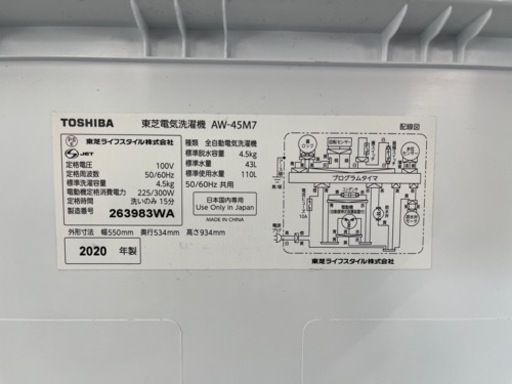 TOSHIBA 東芝電気洗濯機 AW-45M7
配線図
東芝ライフスタイル株式会社
JET
定格電圧 100V
定格周波数 50/60Hz
標準洗濯容量 4.5kg
電動機定格消費電力 225/300W
定格時間 洗いのみ 15分
製造番号 263983WA
種類 全自動電気洗濯機
標準脱水容量 4.5kg
標準水量 43L
標準使用水量 110L
50/60Hz 共用
日本国内専用
Use only in Japan
MADE IN CHINA
外形寸法 幅550mm 奥行534mm 高さ934mm
2020 年製
プログラムタイマ
東芝ライフスタイル株式会社